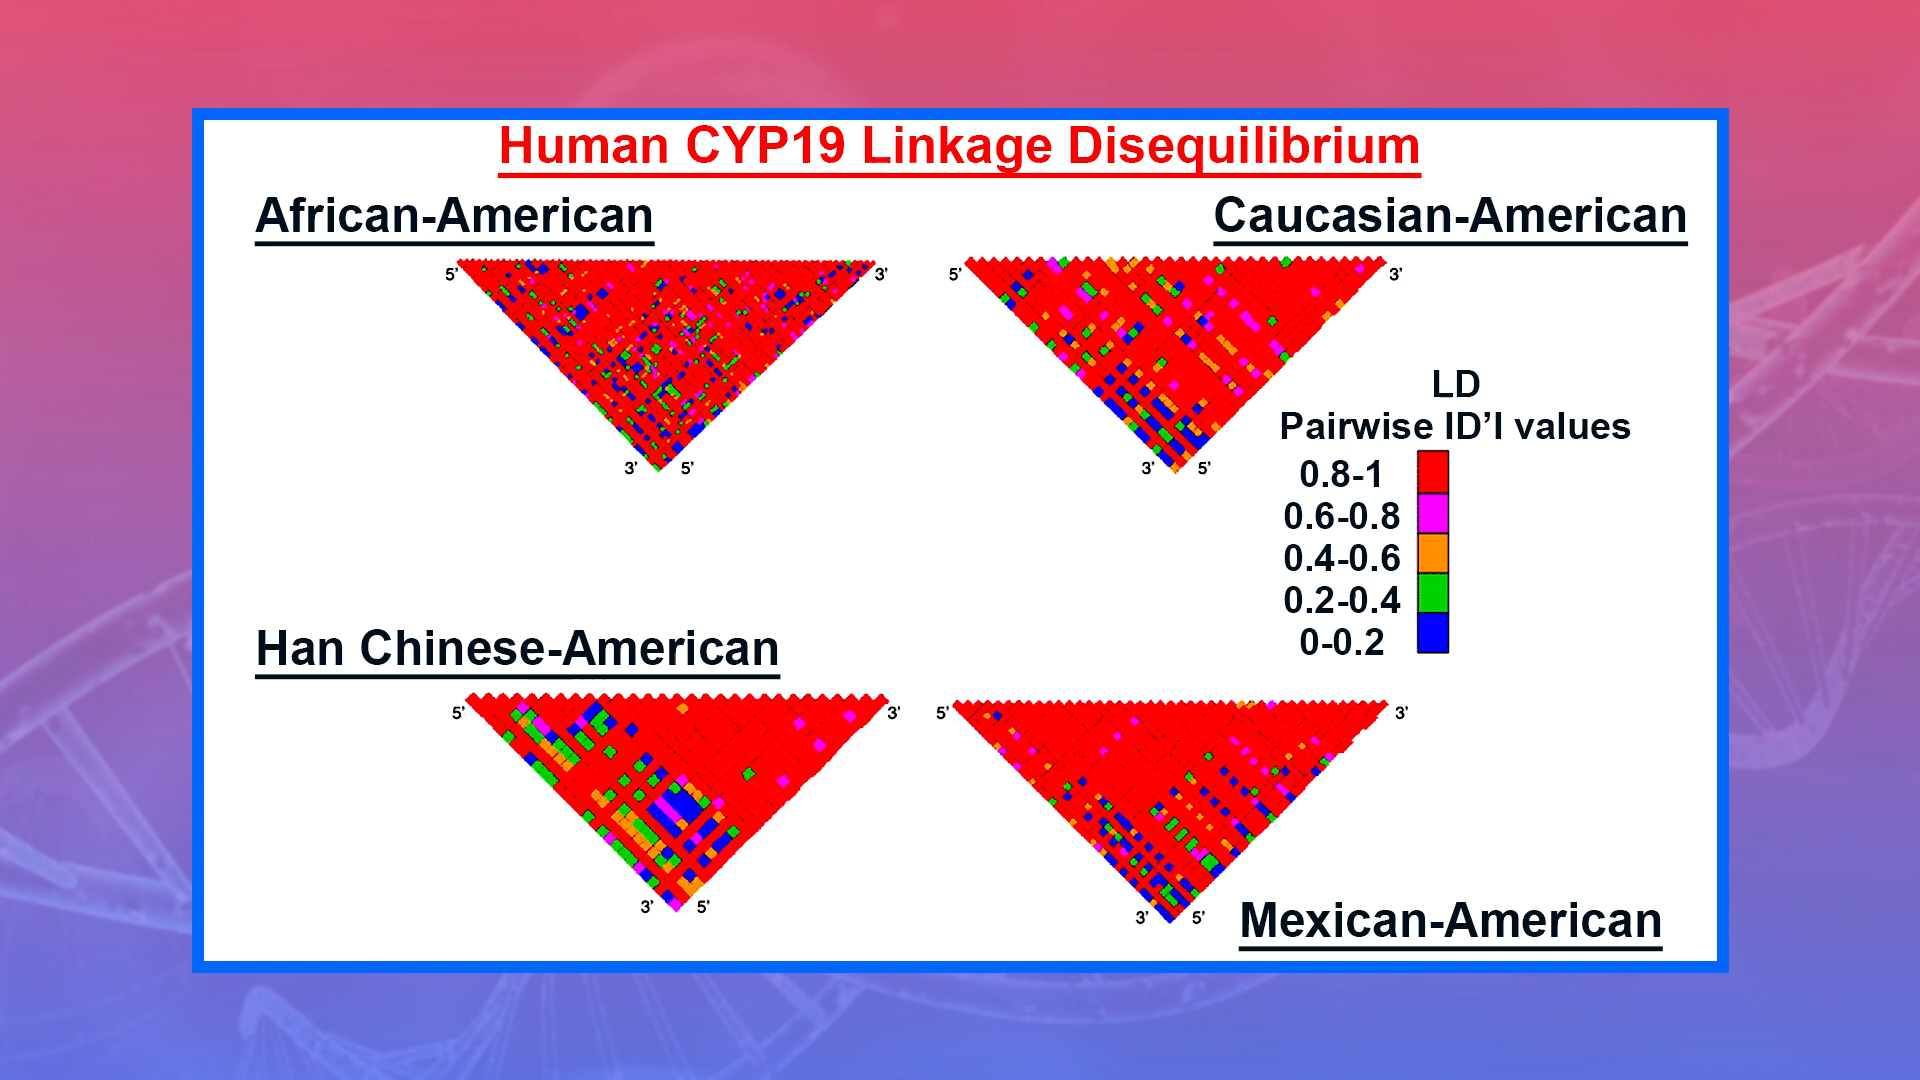 Human CYP19 Linkage Disequilibrium
African-American
Caucasian-American
5’ 3’
5’ 3’
3’ 5’
3’ 5’
LD
Pairwise ID’I values
0.8-1
0.6-0.8
0.4-0.6
0.2-0.4
0-0.2
Han Chinese-American
5’ 3’
5’ 3’
3’ 5’
3’ 5’
Mexican-American